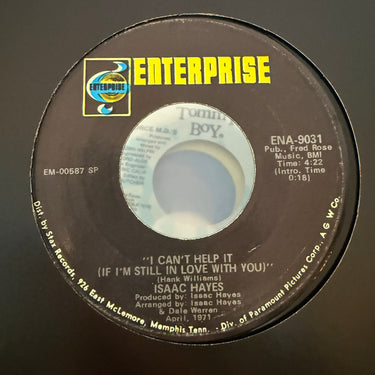 ENTERPRISE
ENTERPRISE
Tommy
BOY.
ENA-9031
Pub., Fred Rose
Music, BMI
Time: 4:22
(Intro. Time
0:18)
EM-00587 SP
"I CAN'T HELP IT
(IF I'M STILL IN LOVE WITH YOU)"
(Hank Williams)
ISAAC HAYES
Produced by: Isaac Hayes
Arranged by: Isaac Hayes
& Dale Warren
April, 1971
Dist. by Stax Records, 926 East McLemore, Memphis Tenn. - Div. of Paramount Pictures Corp., A G W Co.